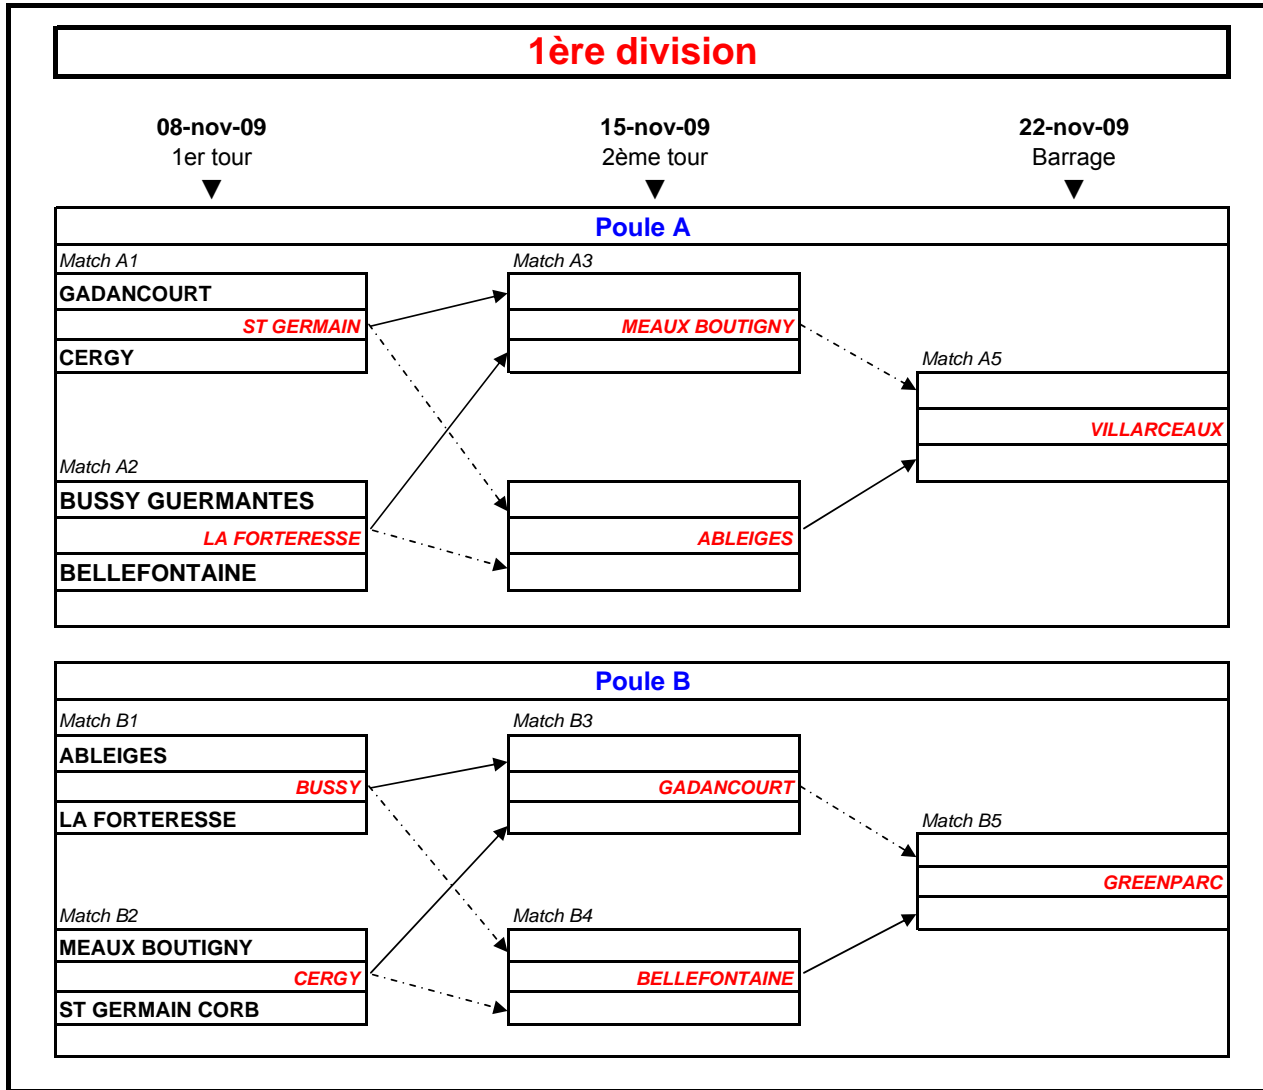 1ère division
08-nov-09 15-nov-09 22-nov-09
1er tour 2ème tour Barrage
Poule A
Match A1 Match A3
GADANCOURT
ST GERMAIN MEAUX BOUTIGNY
CERGY
Match A5
VILLARCEAUX
Match A2
BUSSY GUERMANTES
LA FORTERESSE ABLEIGES
BELLEFONTAINE
Poule B
Match B1 Match B3
ABLEIGES
BUSSY GADANCOURT
LA FORTERESSE
Match B5
GREENPARC
Match B2 Match B4
MEAUX BOUTIGNY
CERGY BELLEFONTAINE
ST GERMAIN CORB